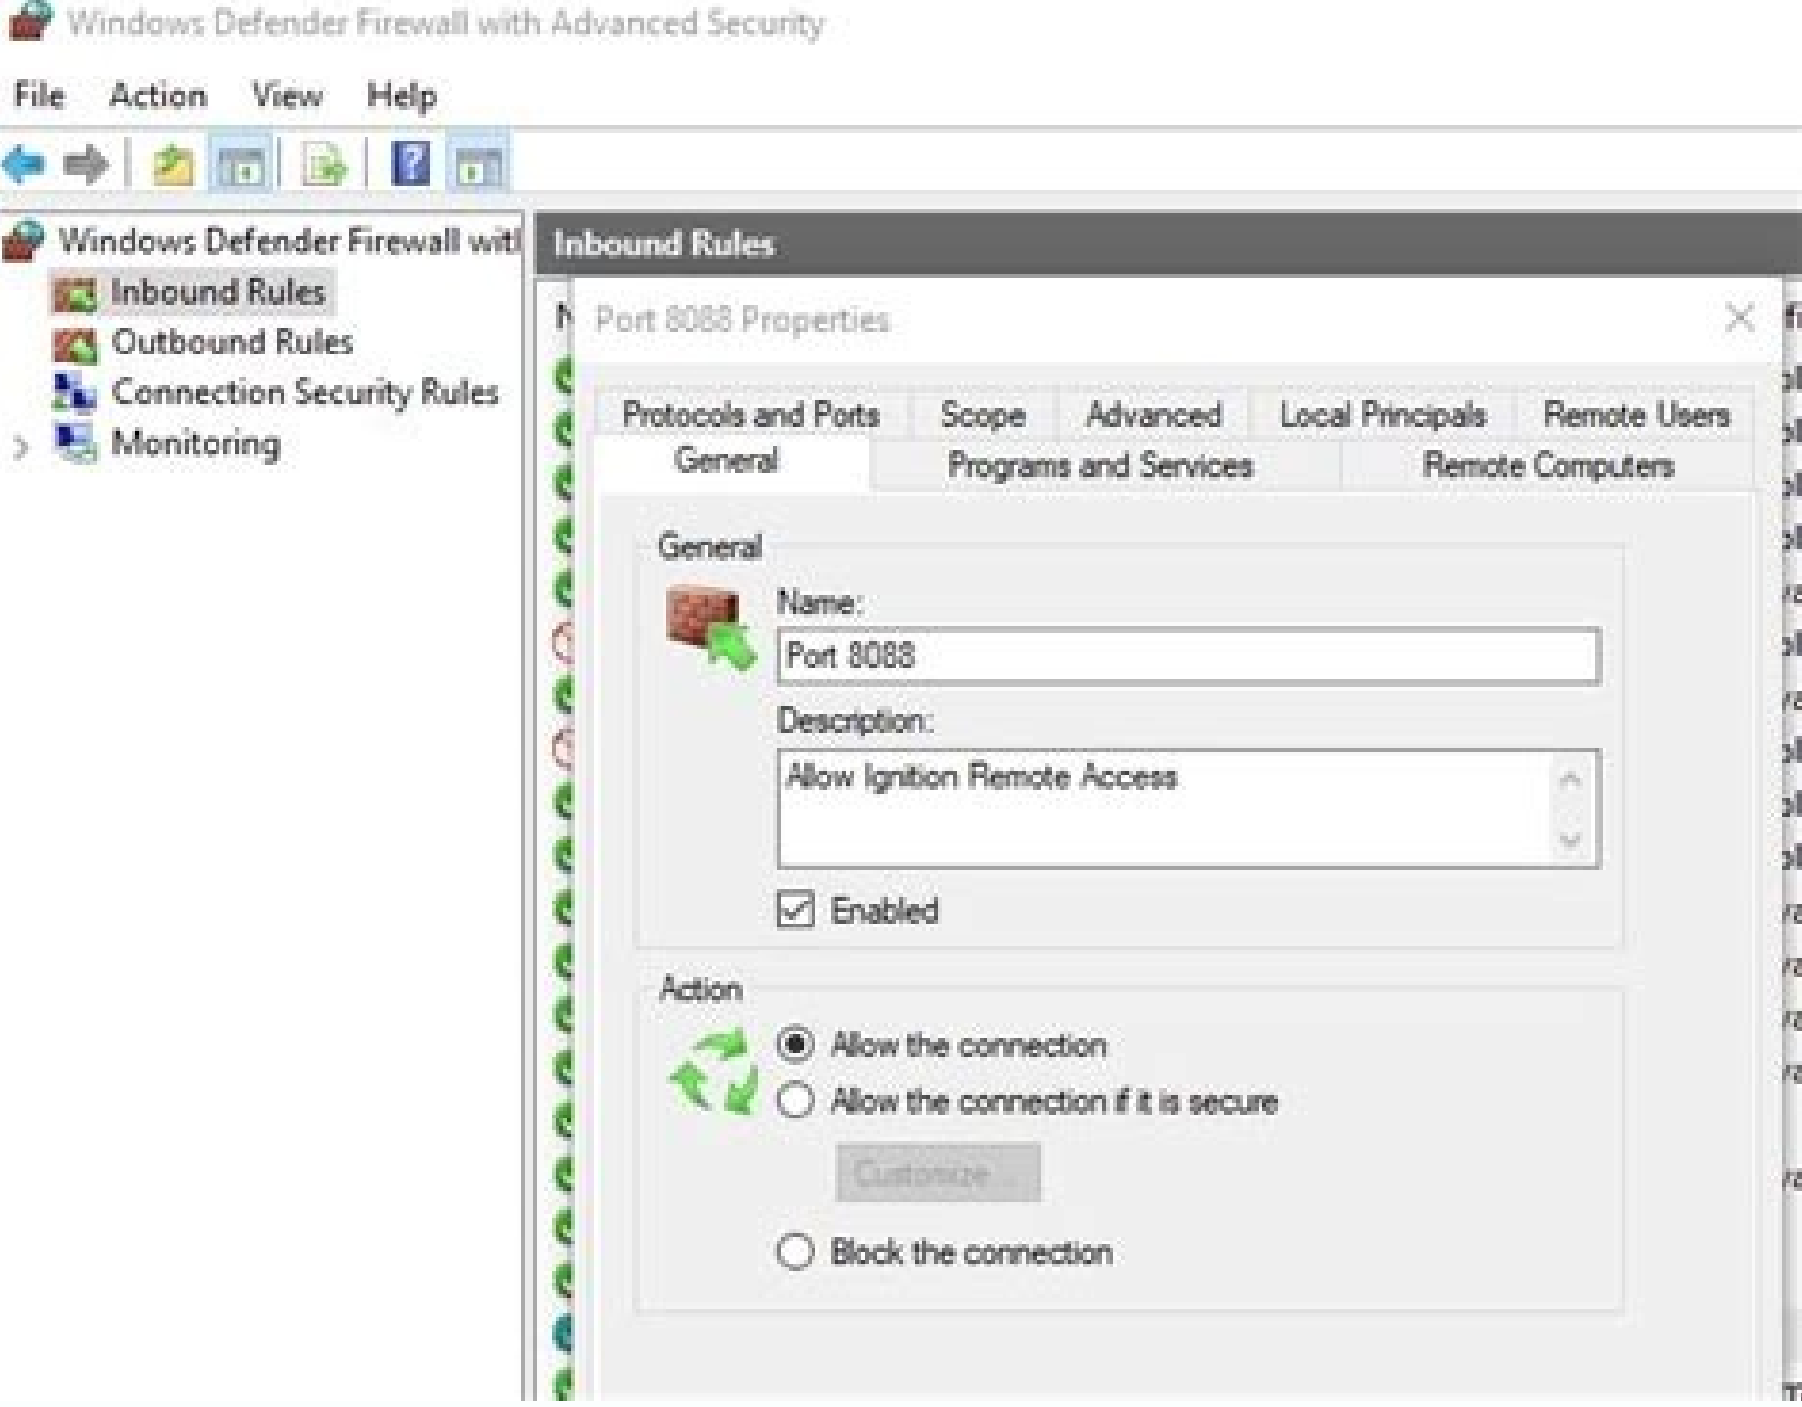 Windows Defender Firewall with Advanced Security
File Action View Help
Windows Defender Firewall with
Inbound Rules
Outbound Rules
Connection Security Rules
Monitoring
Inbound Rules
Port 8088 Properties
Protocols and Ports Scope Advanced Local Principals Remote Users
General Programs and Services Remote Computers
General
Name:
Port 8088
Description:
Allow Ignition Remote Access
Enabled
Action
Allow the connection
Allow the connection if it is secure
Customize...
Block the connection